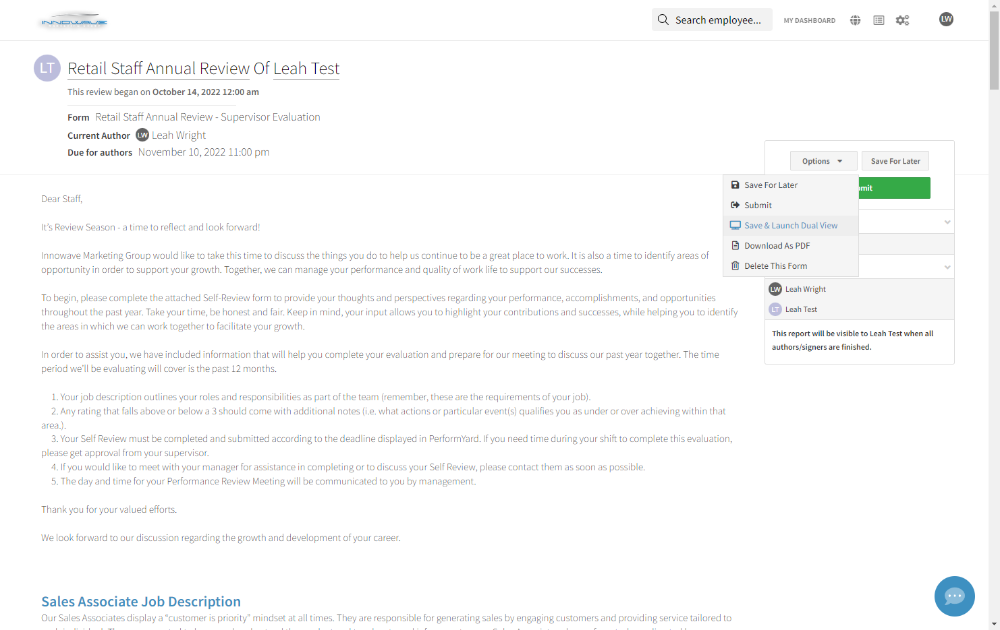 INNOWAVE
Search employee...
MY DASHBOARD
LW
LT
Retail Staff Annual Review Of Leah Test
This review began on October 14, 2022 12:00 am
Form Retail Staff Annual Review - Supervisor Evaluation
Current Author LW Leah Wright
Due for authors November 10, 2022 11:00 pm
Options
Save For Later
Save For Later
Submit
Save & Launch Dual View
Download As PDF
Delete This Form
mit
LW Leah Wright
LT Leah Test
This report will be visible to Leah Test when all
authors/signers are finished.
Dear Staff,
It's Review Season - a time to reflect and look forward!
Innowave Marketing Group would like to take this time to discuss the things you do to help us continue to be a great place to work. It is also a time to identify areas of
opportunity in order to support your growth. Together, we can manage your performance and quality of work life to support our successes.
To begin, please complete the attached Self-Review form to provide your thoughts and perspectives regarding your performance, accomplishments, and opportunities
throughout the past year. Take your time, be honest and fair. Keep in mind, your input allows you to highlight your contributions and successes, while helping you to identify
the areas in which we can work together to facilitate your growth.
In order to assist you, we have included information that will help you complete your evaluation and prepare for our meeting to discuss our past year together. The time
period we'll be evaluating will cover is the past 12 months.
1. Your job description outlines your roles and responsibilities as part of the team (remember, these are the requirements of your job).
2. Any rating that falls above or below a 3 should come with additional notes (i.e. what actions or particular event(s) qualifies you as under or over achieving within that
area.).
3. Your Self Review must be completed and submitted according to the deadline displayed in PerformYard. If you need time during your shift to complete this evaluation,
please get approval from your supervisor.
4. If you would like to meet with your manager for assistance in completing or to discuss your Self Review, please contact them as soon as possible.
5. The day and time for your Performance Review Meeting will be communicated to you by management.
Thank you for your valued efforts.
We look forward to our discussion regarding the growth and development of your career.
Sales Associate Job Description
Our Sales Associates display a "customer is priority" mindset at all times. They are responsible for generating sales by engaging customers and providing service tailored to